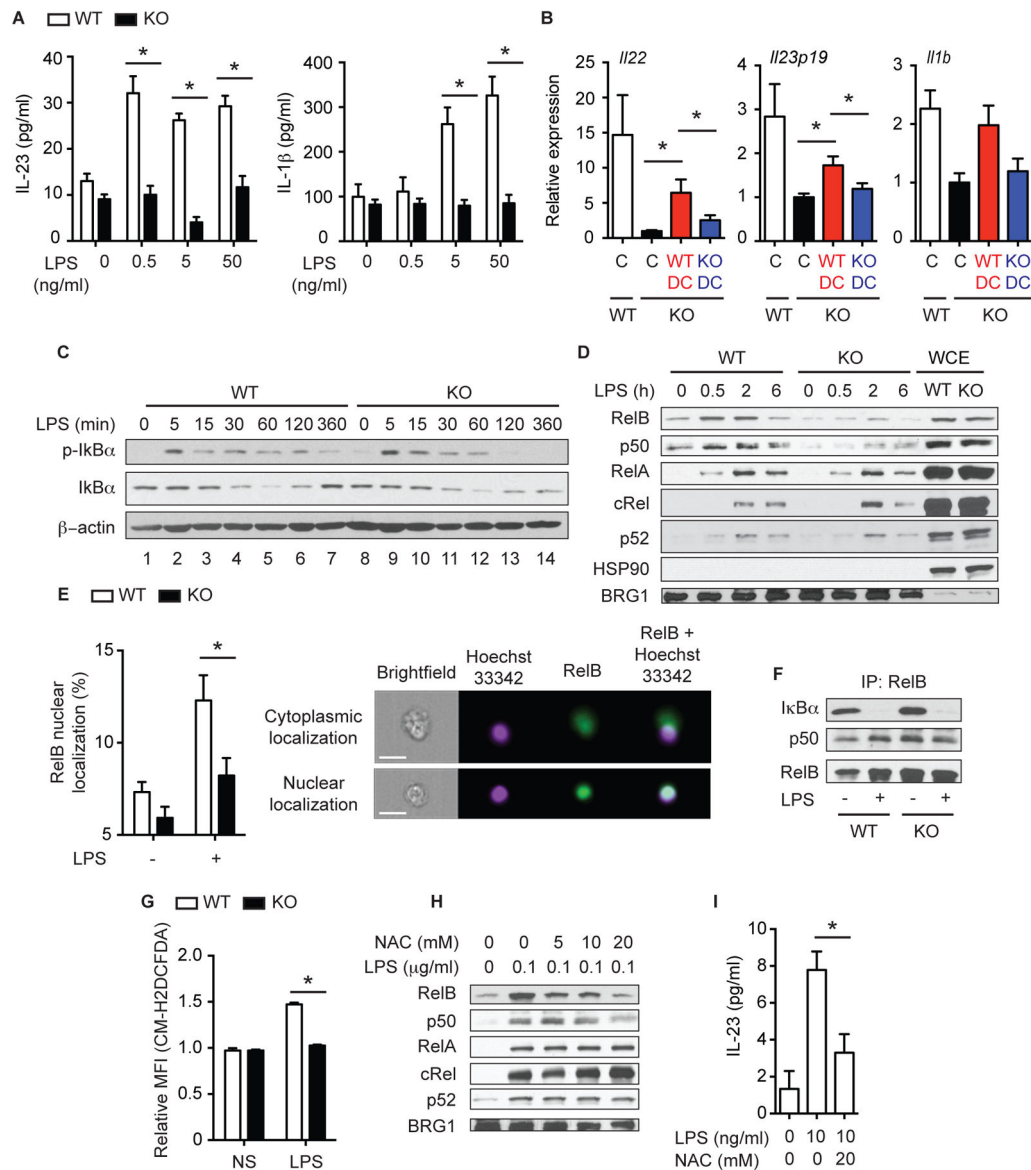 A
WT KO
IL-23 (pg/ml)
40
30
20
10
0
* * *
LPS 0 0.5 5 50
(ng/ml)
IL-1β (pg/ml)
400
300
200
100
0
* *
LPS 0 0.5 5 50
(ng/ml)
B
Relative expression
Il22
22
15
10
5
0
* *
C C WT KO
DC DC
WT KO
Il23p19
4
3
2
1
0
* *
C C WT KO
DC DC
WT KO
Il1b
3
2
1
0
C C WT KO
DC DC
WT KO
C
WT KO
LPS (min) 0 5 15 30 60 120 360 0 5 15 30 60 120 360
p-IkBα
IkBα
β-actin
1 2 3 4 5 6 7 8 9 10 11 12 13 14
D
WT KO WCE
LPS (h) 0 0.5 2 6 0 0.5 2 6 WT KO
RelB
p50
RelA
cRel
p52
HSP90
BRG1
E
WT KO
RelB nuclear
localization (%)
15
10
5
*
LPS - +
Brightfield Hoechst 33342 RelB RelB + Hoechst 33342
Cytoplasmic
localization
Nuclear
localization
F
IP: RelB
IκBα
p50
RelB
LPS - + - +
WT KO
G
WT KO
Relative MFI (CM-H2DCFDA)
2.0
1.5
1.0
0.5
0
*
NS LPS
H
NAC (mM) 0 0 5 10 20
LPS (μg/ml) 0 0.1 0.1 0.1 0.1
RelB
p50
RelA
cRel
p52
BRG1
I
IL-23 (pg/ml)
10
8
6
4
2
0
*
LPS (ng/ml) 0 10 10
NAC (mM) 0 0 20